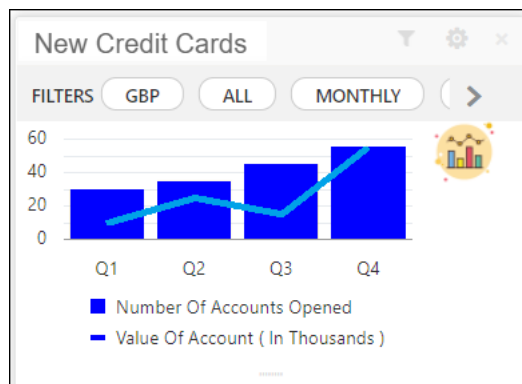 New Credit Cards
FILTERS GBP ALL MONTHLY
60
40
20
0
Q1 Q2 Q3 Q4
Number Of Accounts Opened
Value Of Account ( In Thousands )